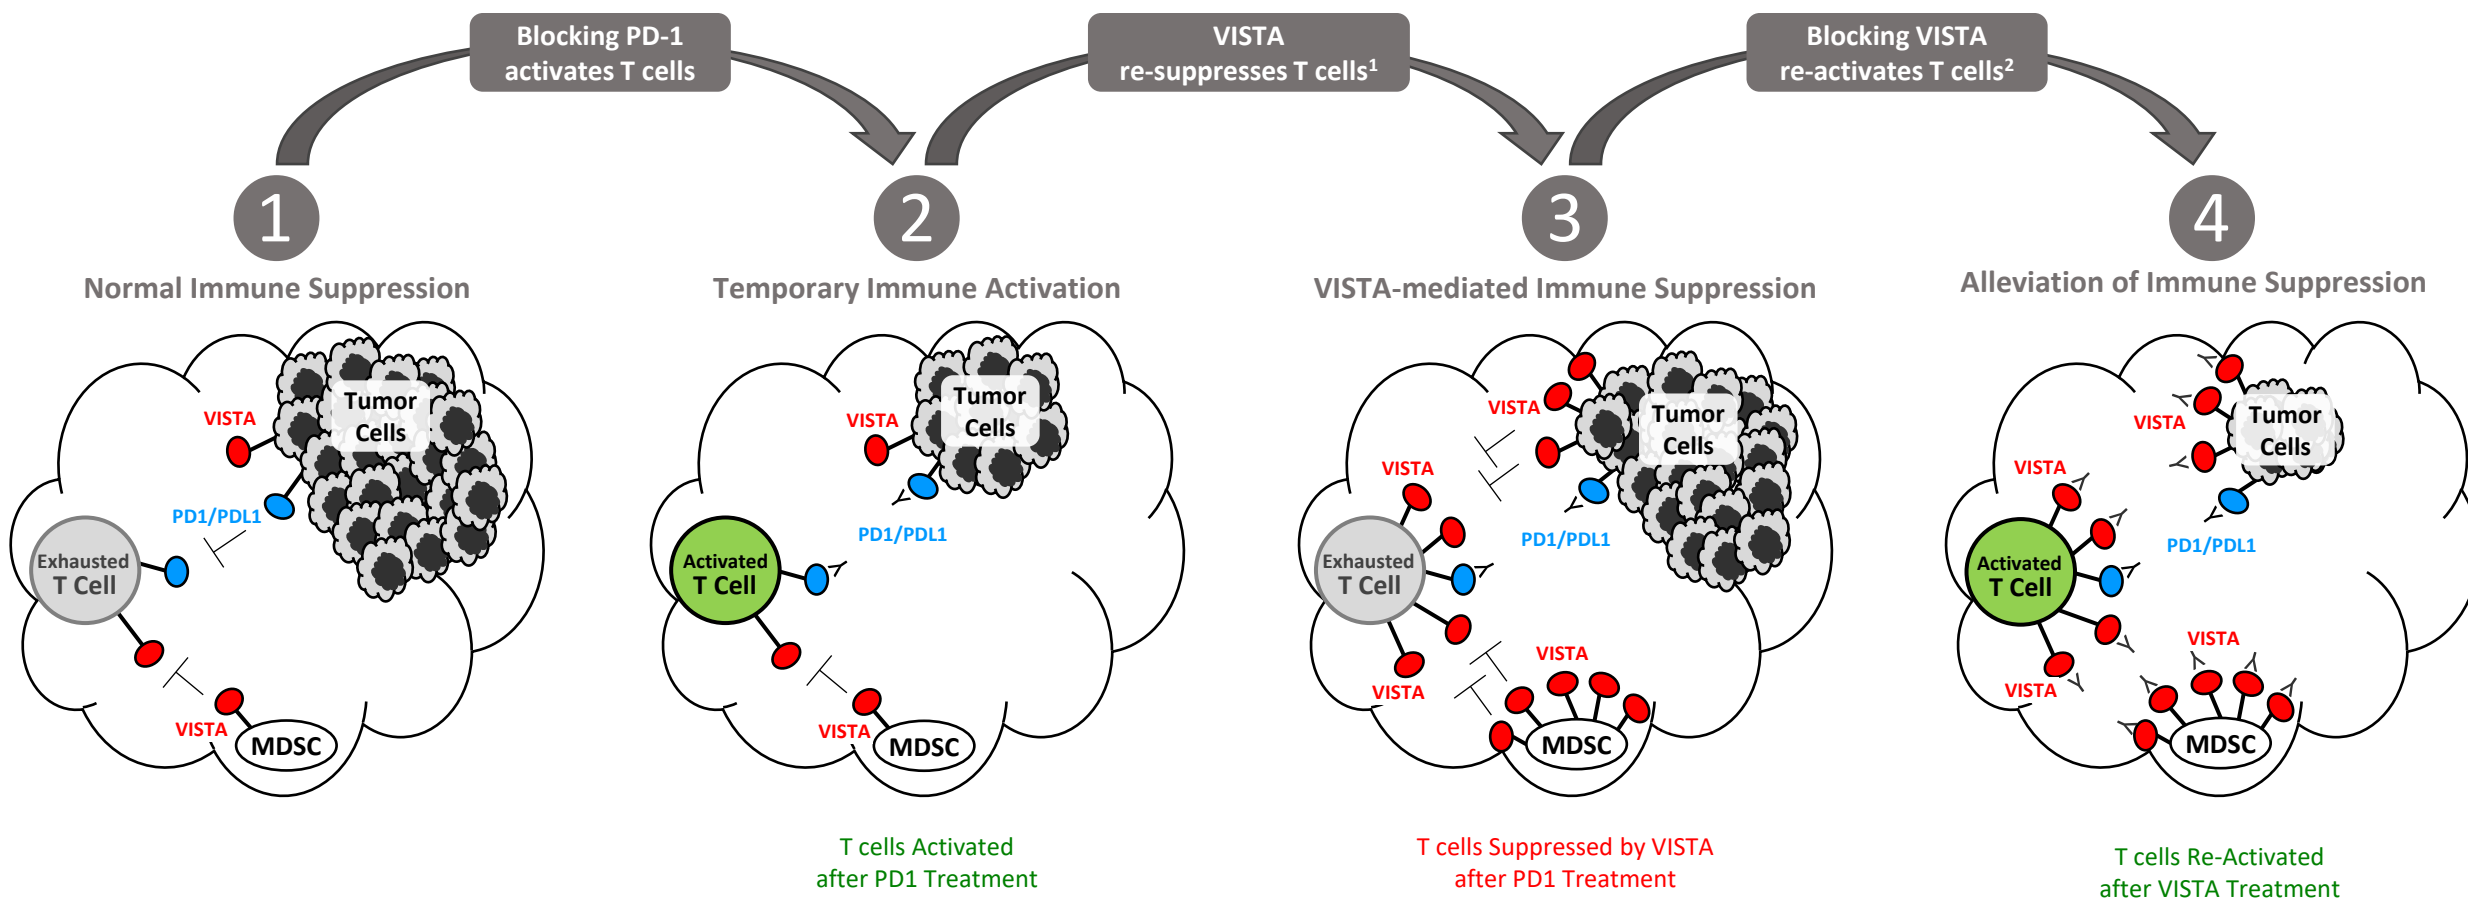 Blocking PD-1
activates T cells
VISTA
re-suppresses T cells¹
Blocking VISTA
re-activates T cells²
1
2
3
4
Normal Immune Suppression
Temporary Immune Activation
VISTA-mediated Immune Suppression
Alleviation of Immune Suppression
Tumor
Cells
VISTA
PD1/PDL1
Exhausted
T Cell
VISTA
MDSC
Tumor
Cells
VISTA
PD1/PDL1
Activated
T Cell
VISTA
MDSC
T cells Activated
after PD1 Treatment
Tumor
Cells
VISTA
VISTA
PD1/PDL1
Exhausted
T Cell
VISTA
VISTA
MDSC
T cells Suppressed by VISTA
after PD1 Treatment
Tumor
Cells
VISTA
VISTA
PD1/PDL1
Activated
T Cell
VISTA
VISTA
MDSC
T cells Re-Activated
after VISTA Treatment